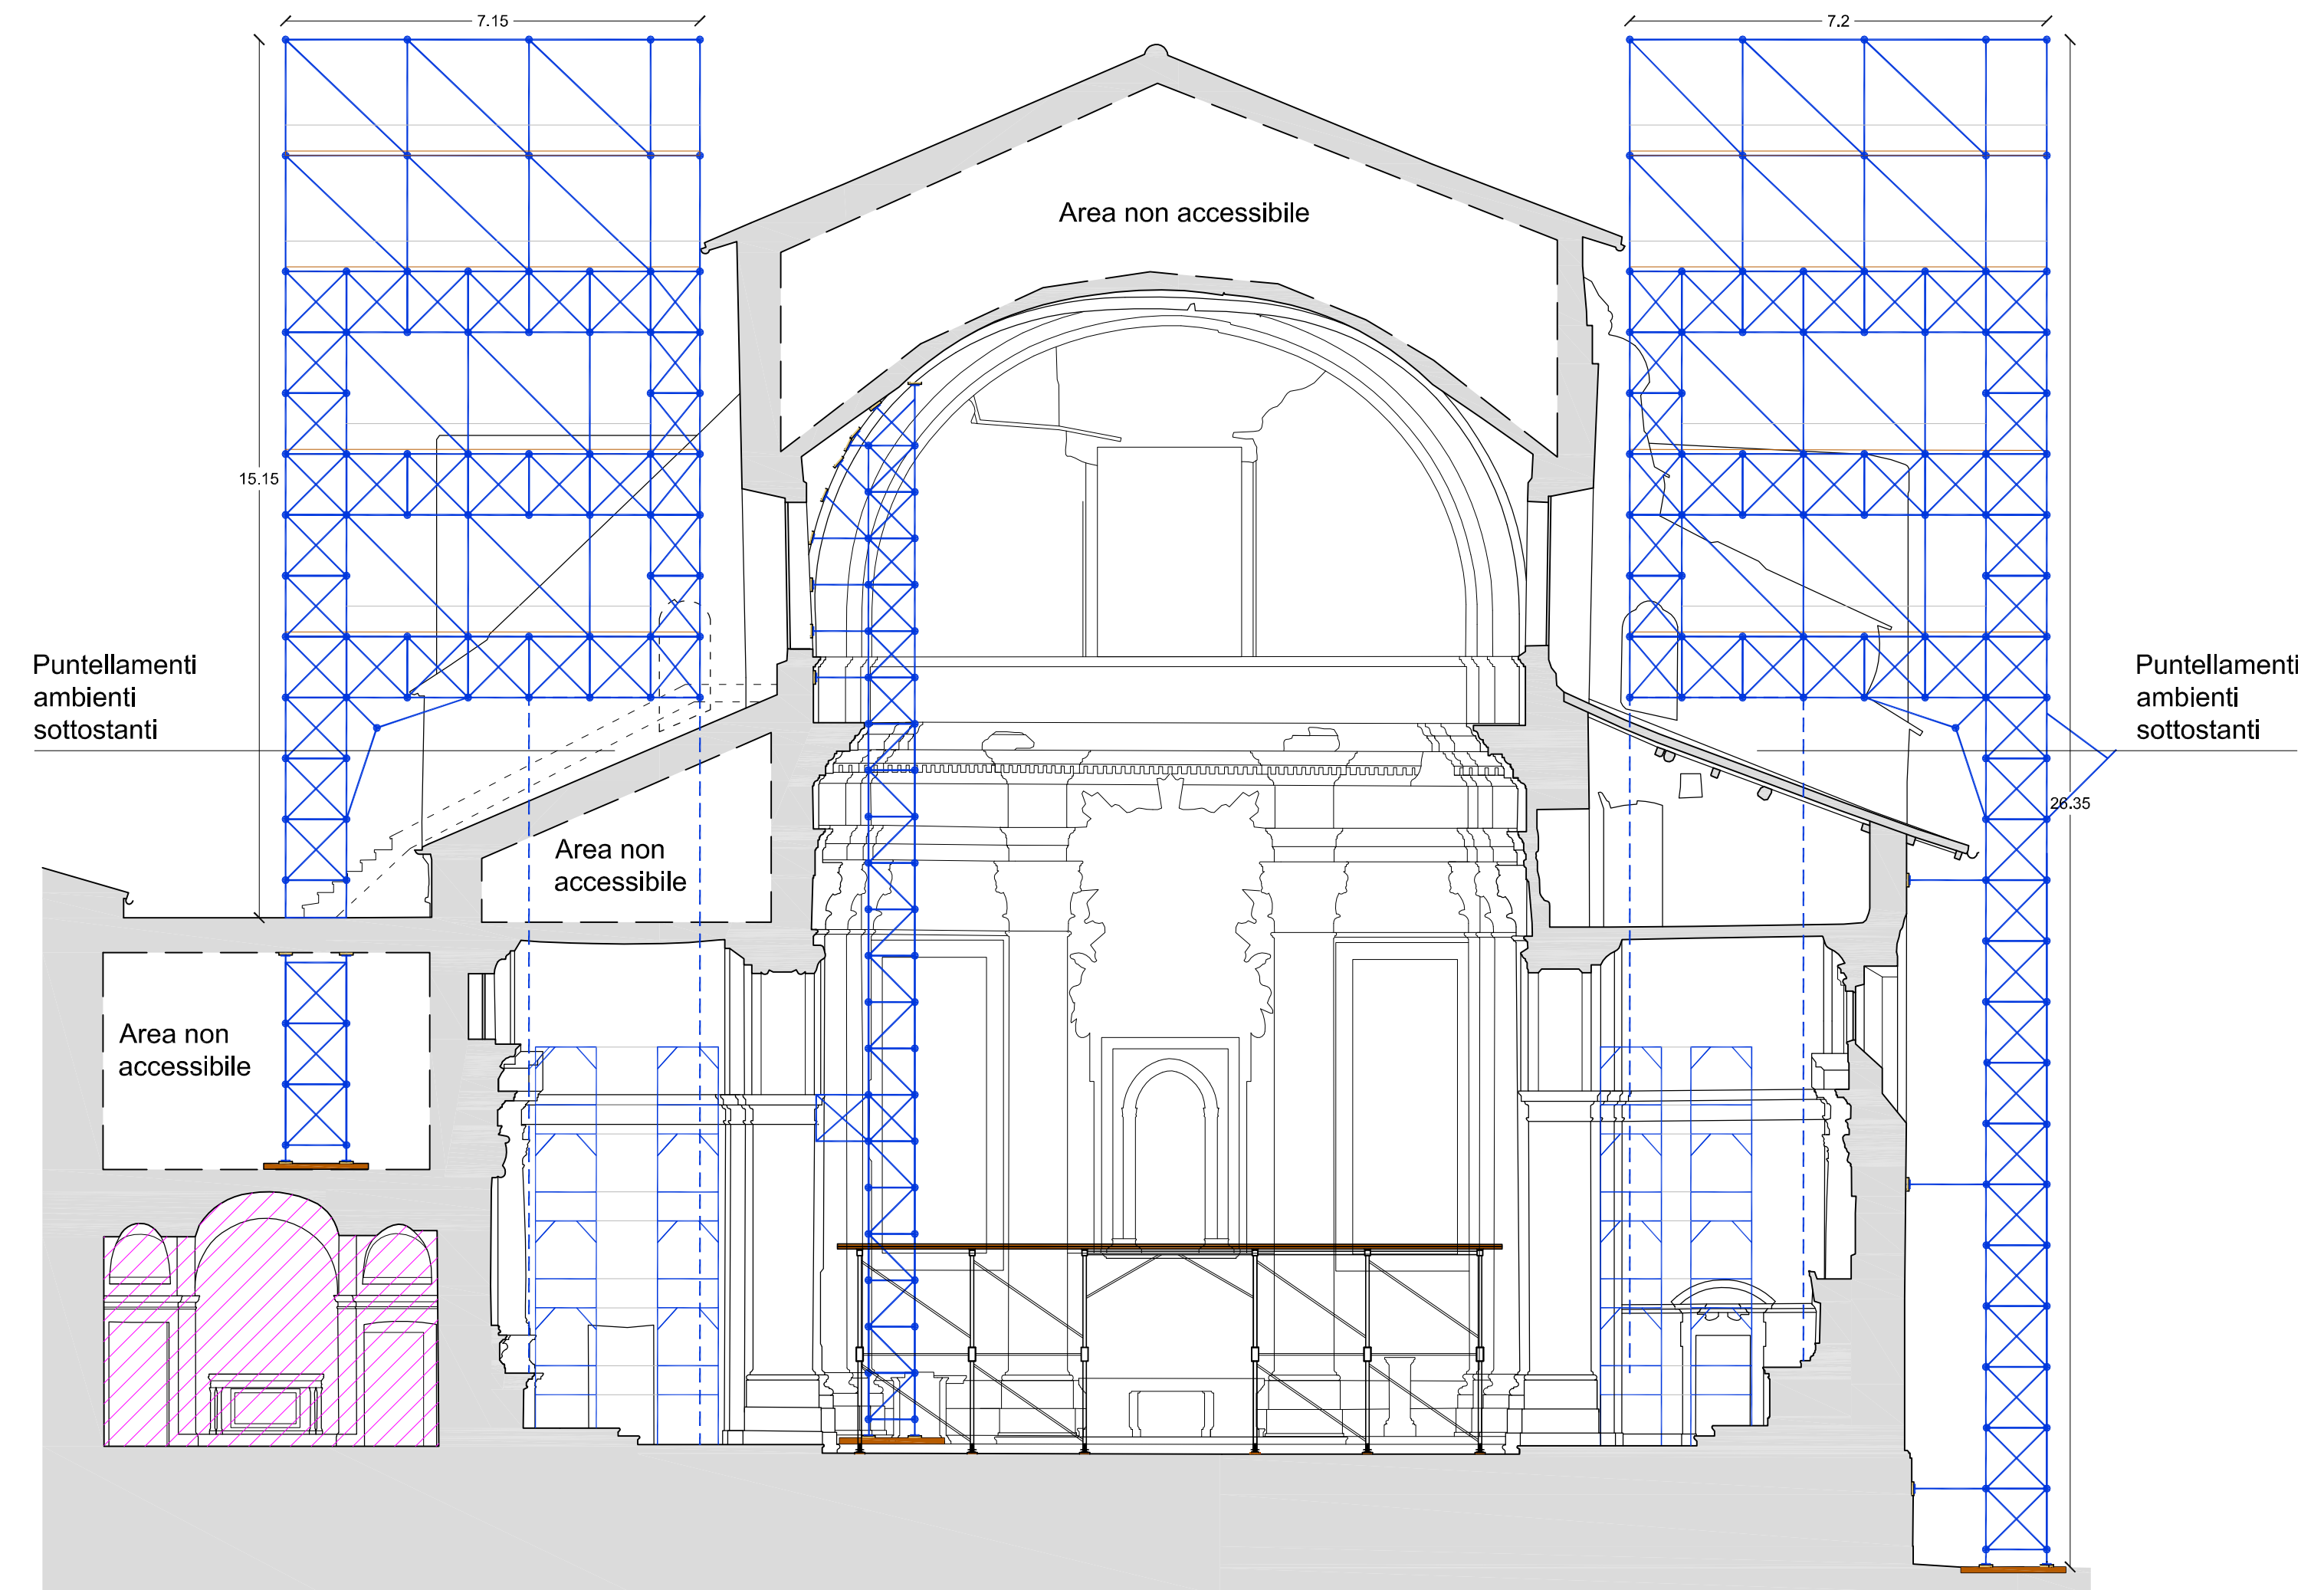 7.15
7.2
Area non accessibile
15.15
Puntellamenti
ambienti
sottostanti
Puntellamenti
ambienti
sottostanti
26.35
Area non
accessibile
Area non
accessibile